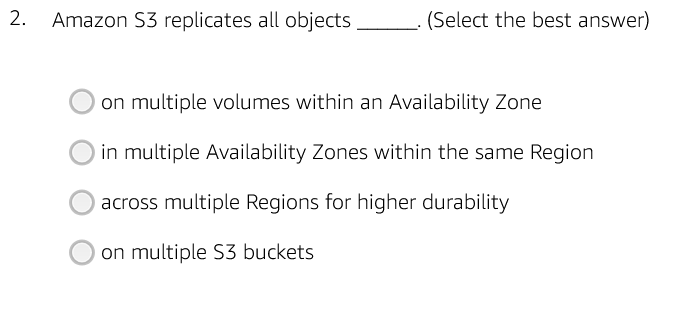 2. Amazon S3 replicates all objects ______. (Select the best answer)
on multiple volumes within an Availability Zone
in multiple Availability Zones within the same Region
across multiple Regions for higher durability
on multiple S3 buckets